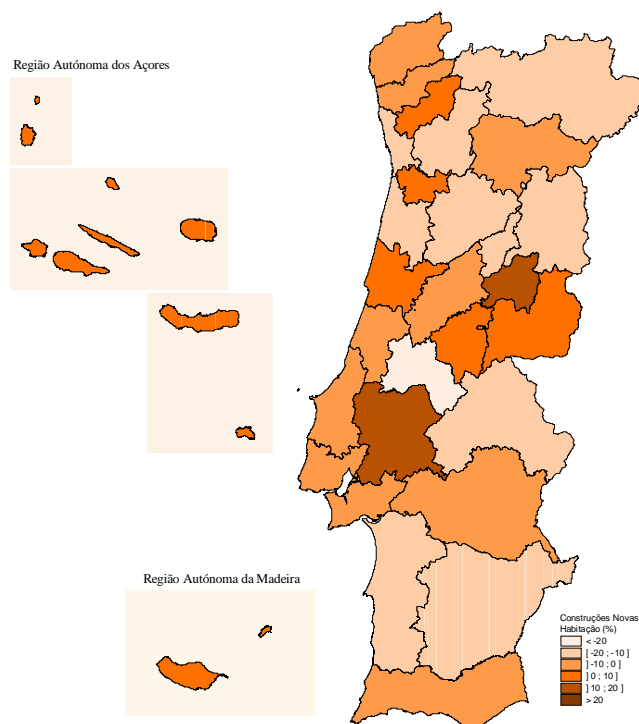 Região Autónoma dos Açores
Região Autónoma da Madeira
Construções Novas
Habitação (%)
< -20
[ -20 ; -10 ]
]-10 ; 0 ]
] 0 ; 10 ]
] 10 ; 20 ]
> 20